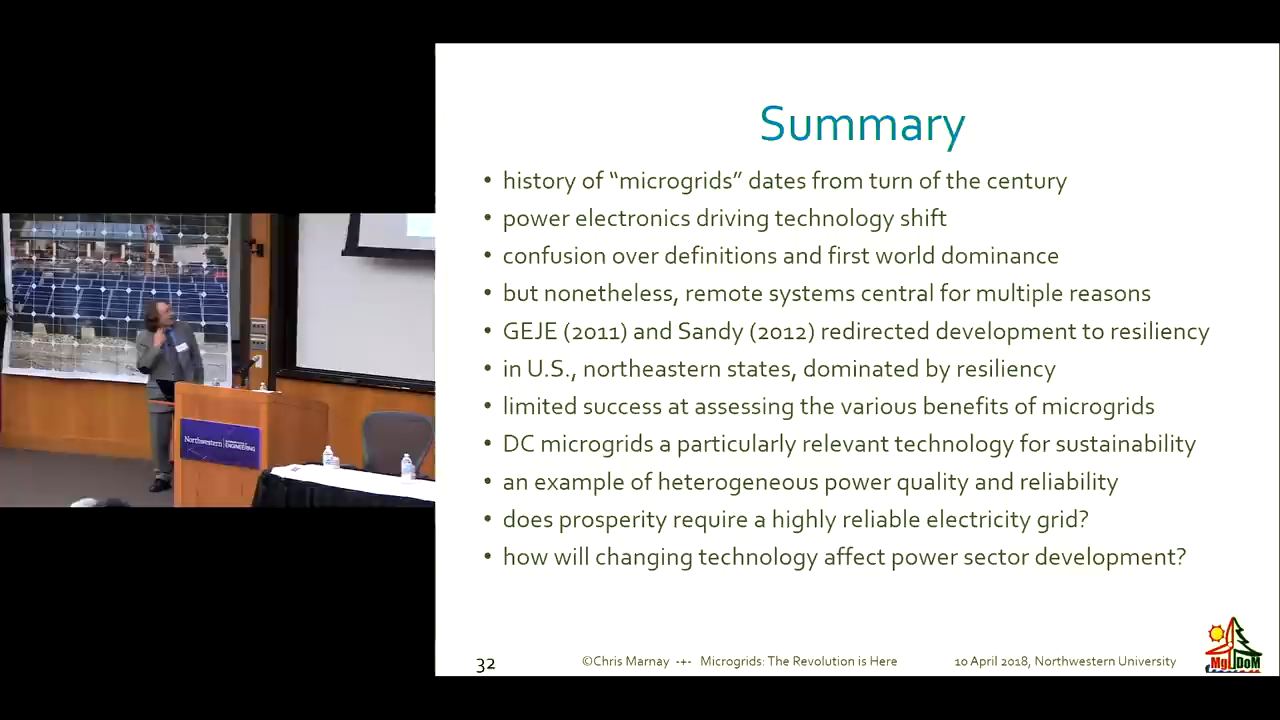 Summary
• history of “microgrids” dates from turn of the century
• power electronics driving technology shift
• confusion over definitions and first world dominance
• but nonetheless, remote systems central for multiple reasons
• GEJE (2011) and Sandy (2012) redirected development to resiliency
• in U.S., northeastern states, dominated by resiliency
• limited success at assessing the various benefits of microgrids
• DC microgrids a particularly relevant technology for sustainability
• an example of heterogeneous power quality and reliability
• does prosperity require a highly reliable electricity grid?
• how will changing technology affect power sector development?
32
©Chris Marnay -+- Microgrids: The Revolution is Here
10 April 2018, Northwestern University
MgDoM
Northwestern
ENGINEERING